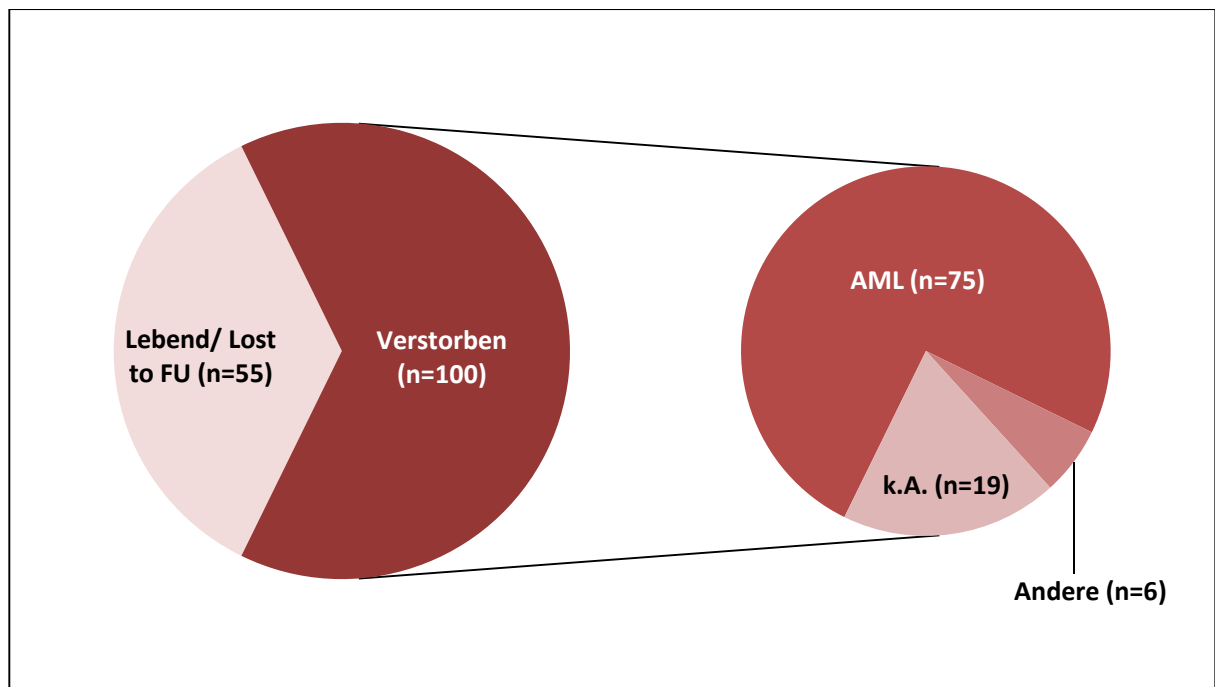 Lebend/ Lost
to FU (n=55)
Verstorben
(n=100)
AML (n=75)
k.A. (n=19)
Andere (n=6)